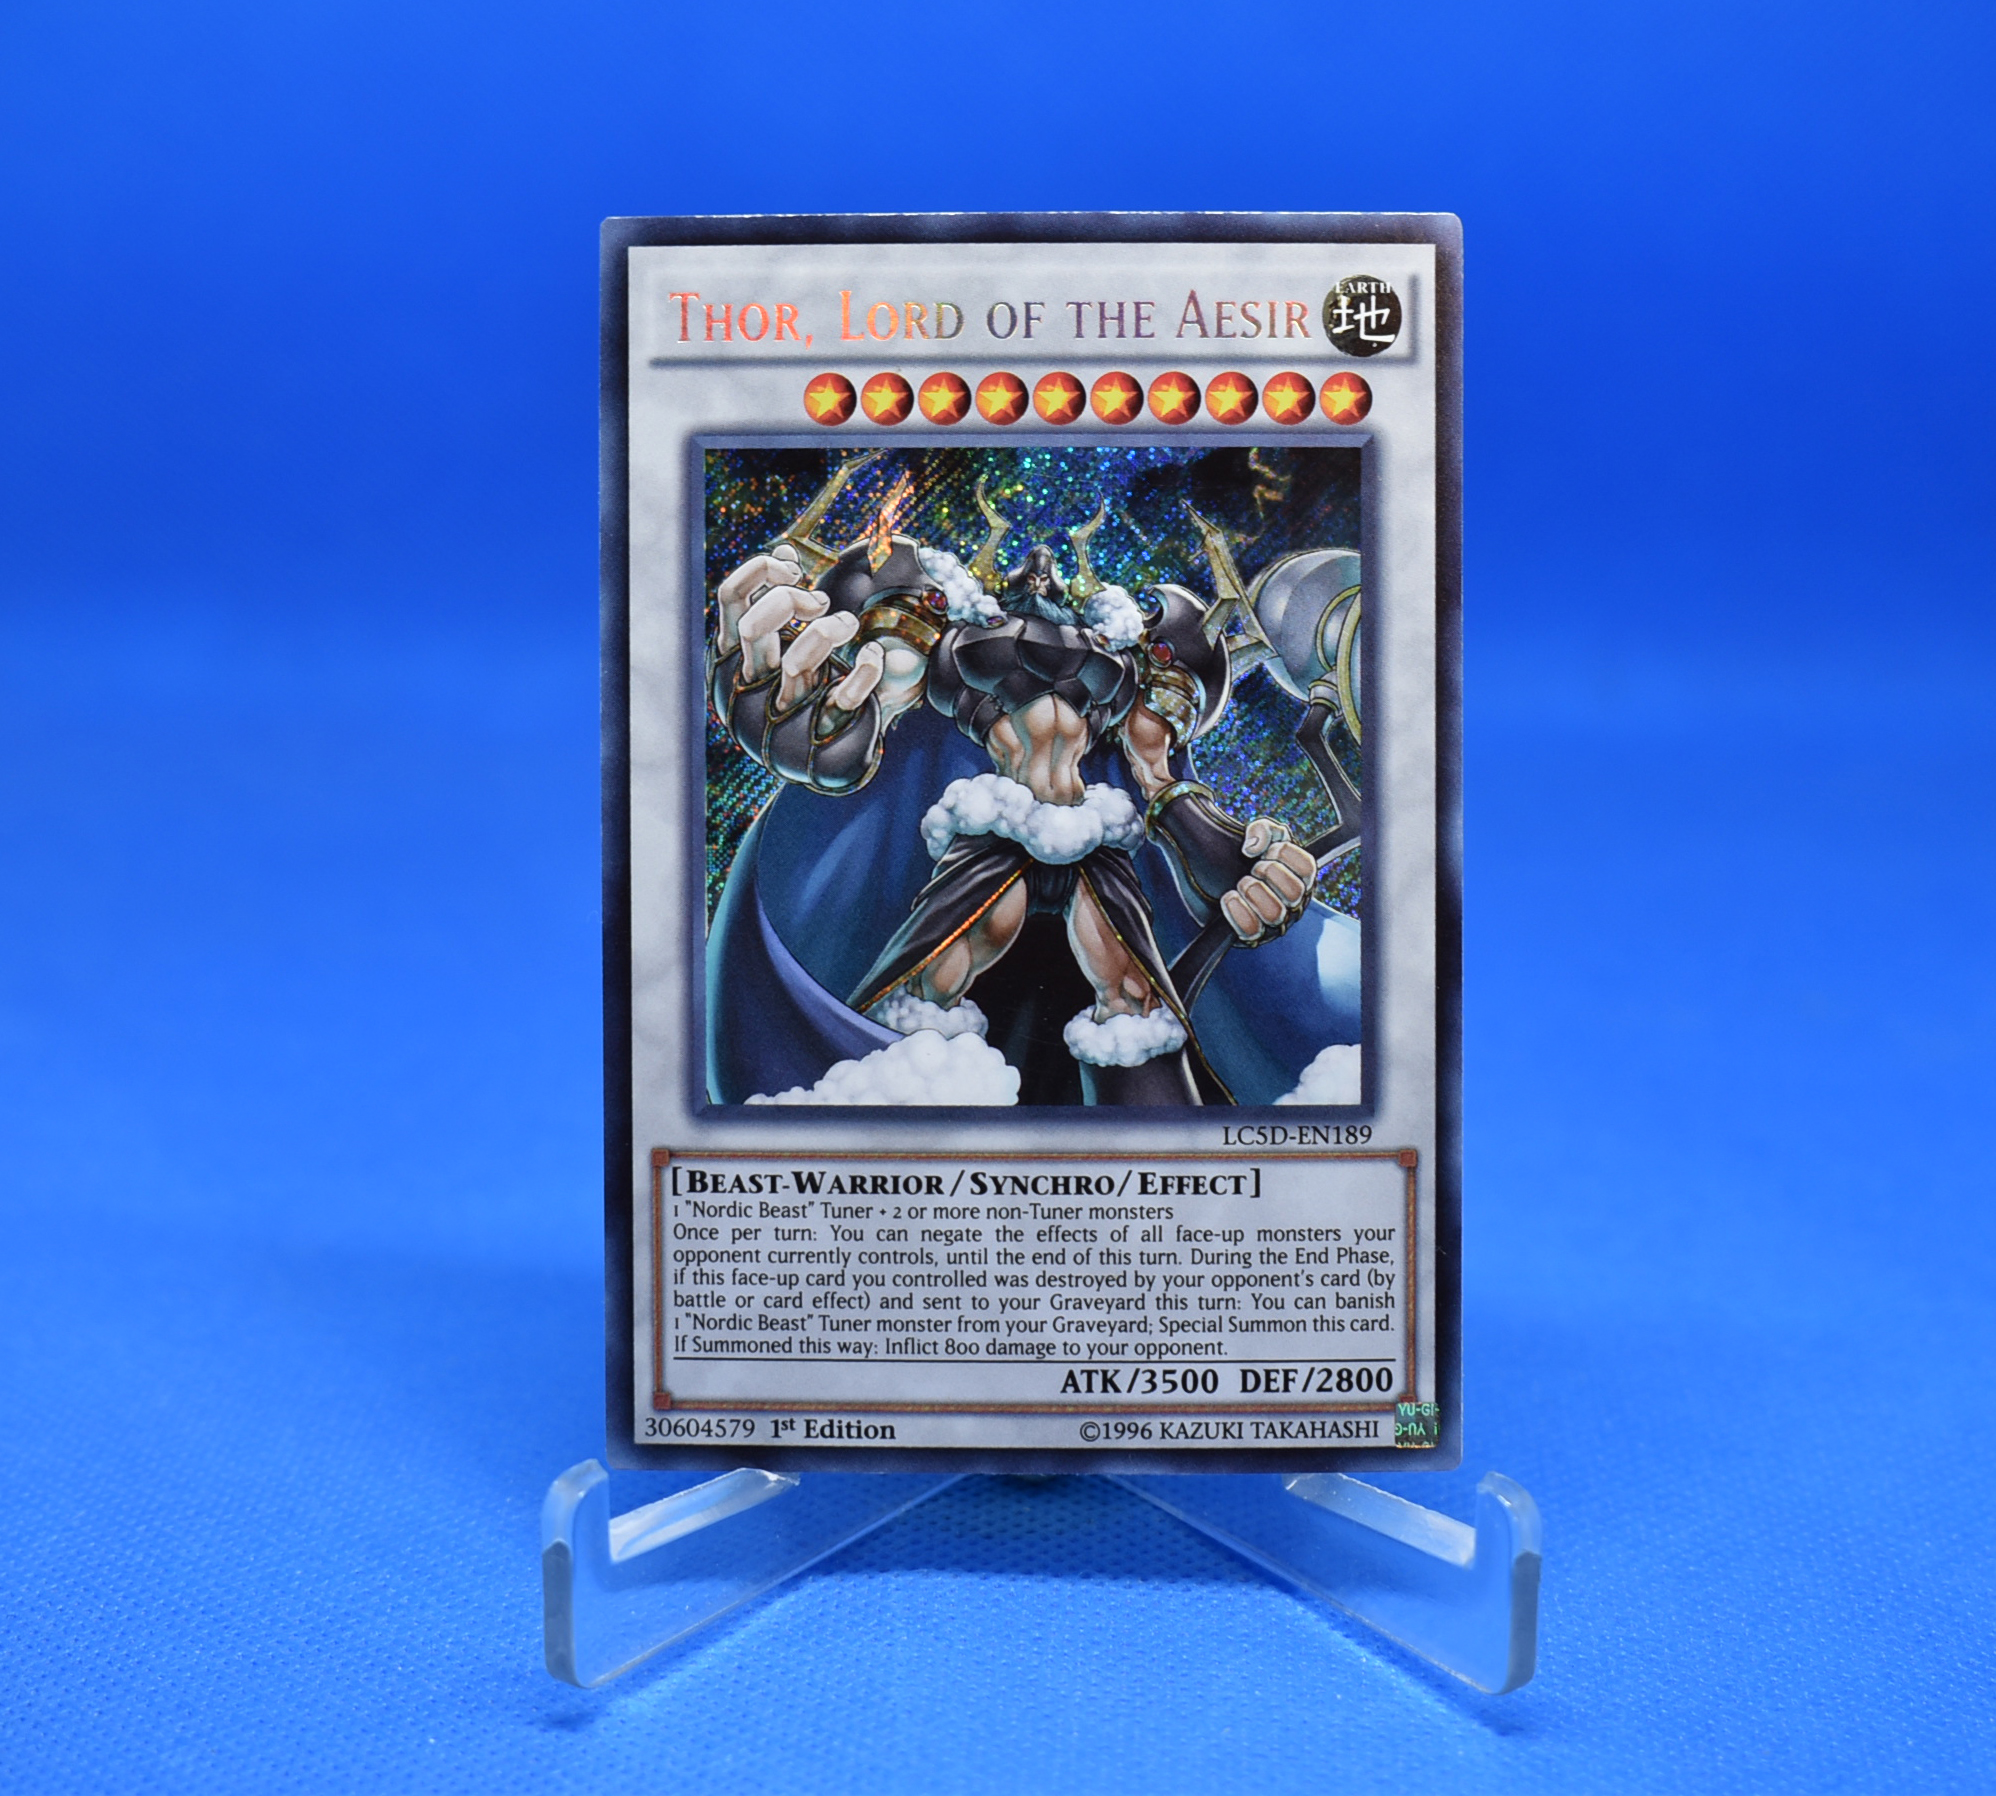 THOR, LORD OF THE AESIR
EARTH
地
LC5D-EN189
[BEAST-WARRIOR/SYNCHRO/EFFECT]
1 "Nordic Beast" Tuner + 2 or more non-Tuner monsters
Once per turn: You can negate the effects of all face-up monsters your
opponent currently controls, until the end of this turn. During the End Phase,
if this face-up card you controlled was destroyed by your opponent's card (by
battle or card effect) and sent to your Graveyard this turn: You can banish
1 "Nordic Beast" Tuner monster from your Graveyard; Special Summon this card.
If Summoned this way: Inflict 800 damage to your opponent.
ATK/3500 DEF/2800
30604579 1st Edition ©1996 KAZUKI TAKAHASHI
YU-GI-